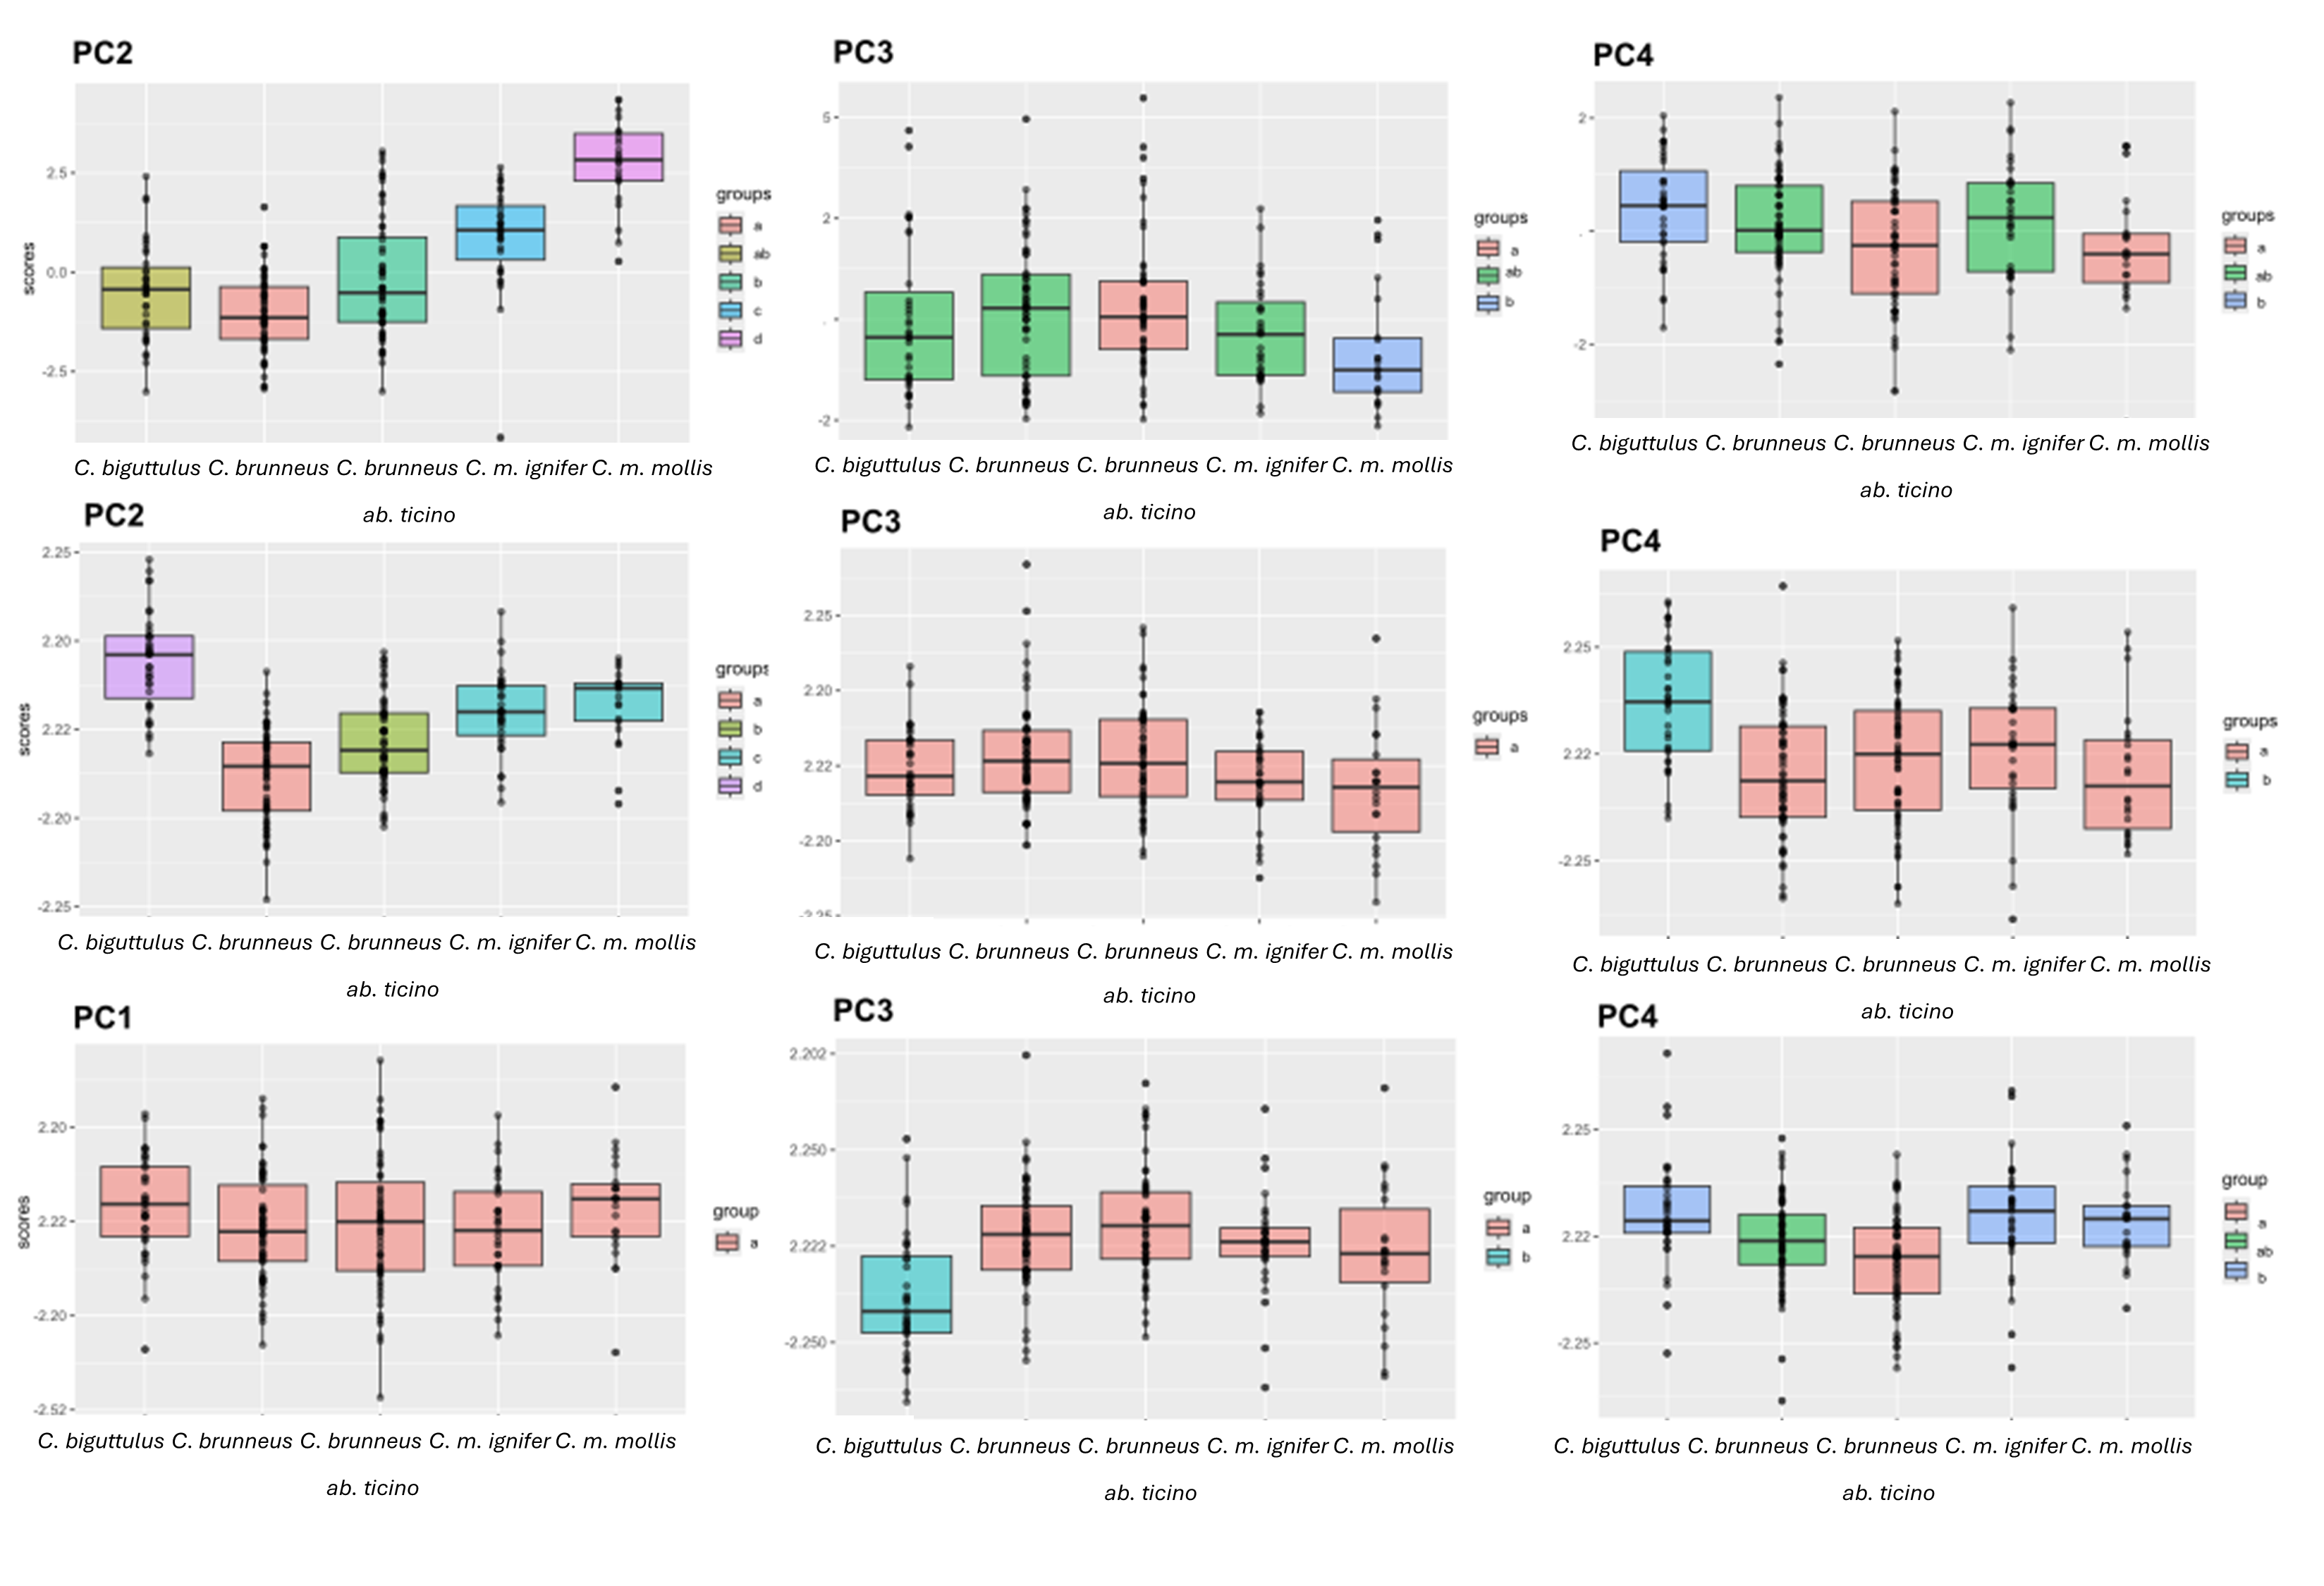 PC2
2.5
0.0
-2.5
scores
groups
a
ab
b
c
d
C. biguttulus C. brunneus C. brunneus C. m. ignifer C. m. mollis
ab. ticino
PC3
5
2
-2
groups
a
ab
b
C. biguttulus C. brunneus C. brunneus C. m. ignifer C. m. mollis
ab. ticino
PC4
2
-2
groups
a
ab
b
C. biguttulus C. brunneus C. brunneus C. m. ignifer C. m. mollis
ab. ticino
PC2
2.25
2.20
2.22
-2.20
-2.25
scores
groups
a
b
c
d
C. biguttulus C. brunneus C. brunneus C. m. ignifer C. m. mollis
ab. ticino
PC3
2.25
2.20
2.22
-2.20
-2.25
groups
a
C. biguttulus C. brunneus C. brunneus C. m. ignifer C. m. mollis
ab. ticino
PC4
2.25
2.22
-2.25
groups
a
b
C. biguttulus C. brunneus C. brunneus C. m. ignifer C. m. mollis
ab. ticino
PC1
2.20
2.22
-2.20
-2.52
scores
group
a
C. biguttulus C. brunneus C. brunneus C. m. ignifer C. m. mollis
ab. ticino
PC3
2.202
2.250
2.222
-2.250
group
a
b
C. biguttulus C. brunneus C. brunneus C. m. ignifer C. m. mollis
ab. ticino
PC4
2.25
2.22
-2.25
group
a
ab
b
C. biguttulus C. brunneus C. brunneus C. m. ignifer C. m. mollis
ab. ticino